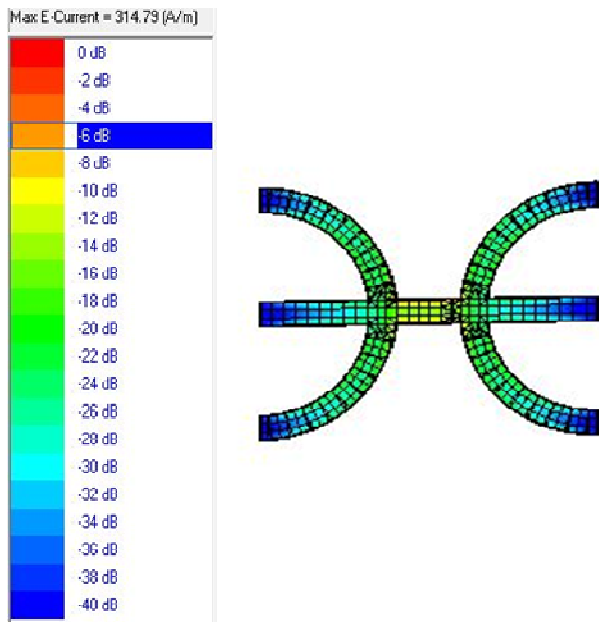 Max E-Current = 314.79 (A/m)
0 dB
-2 dB
-4 dB
-6 dB
-8 dB
-10 dB
-12 dB
-14 dB
-16 dB
-18 dB
-20 dB
-22 dB
-24 dB
-26 dB
-28 dB
-30 dB
-32 dB
-34 dB
-36 dB
-38 dB
-40 dB